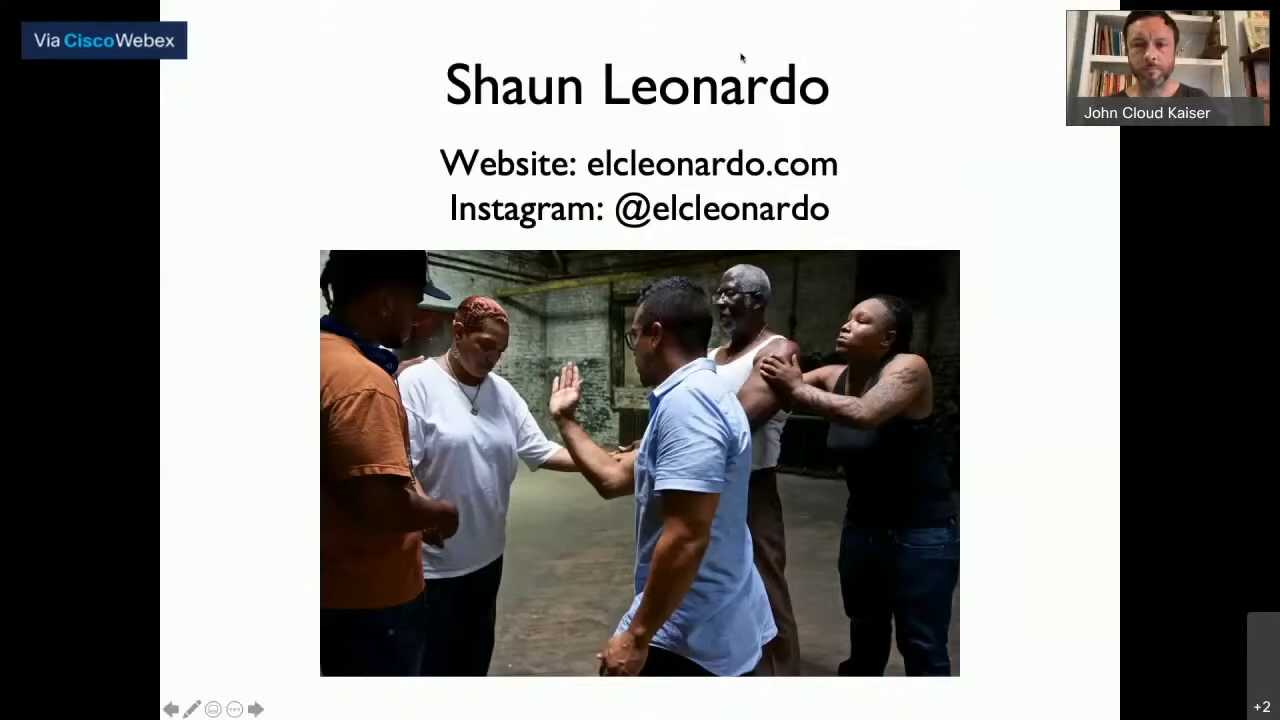 Via CiscoWebex
Shaun Leonardo
Website: elcleonardo.com
Instagram: @elcleonardo
John Cloud Kaiser
+2